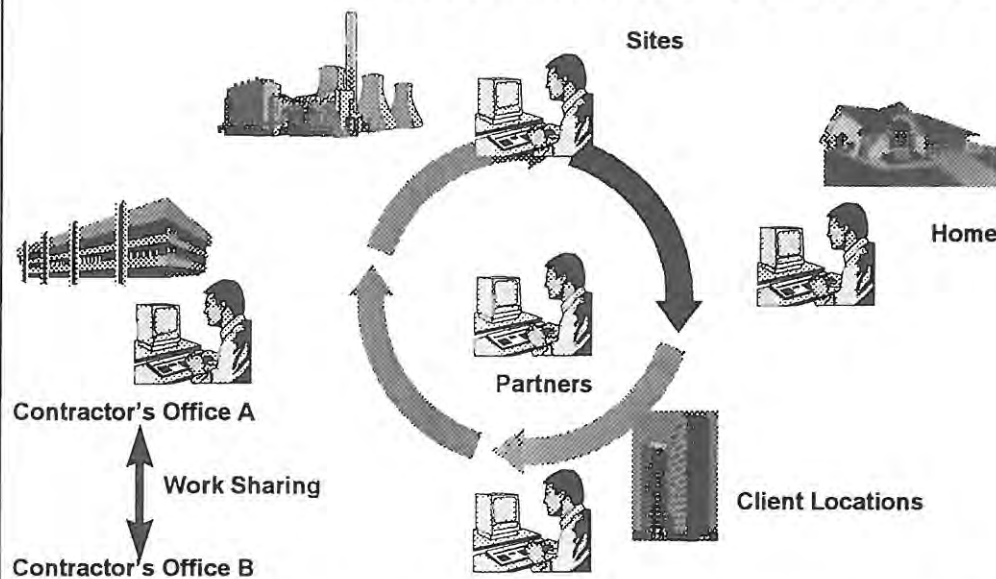 Sites
Home
Partners
Contractor's Office A
Work Sharing
Client Locations
Contractor's Office B